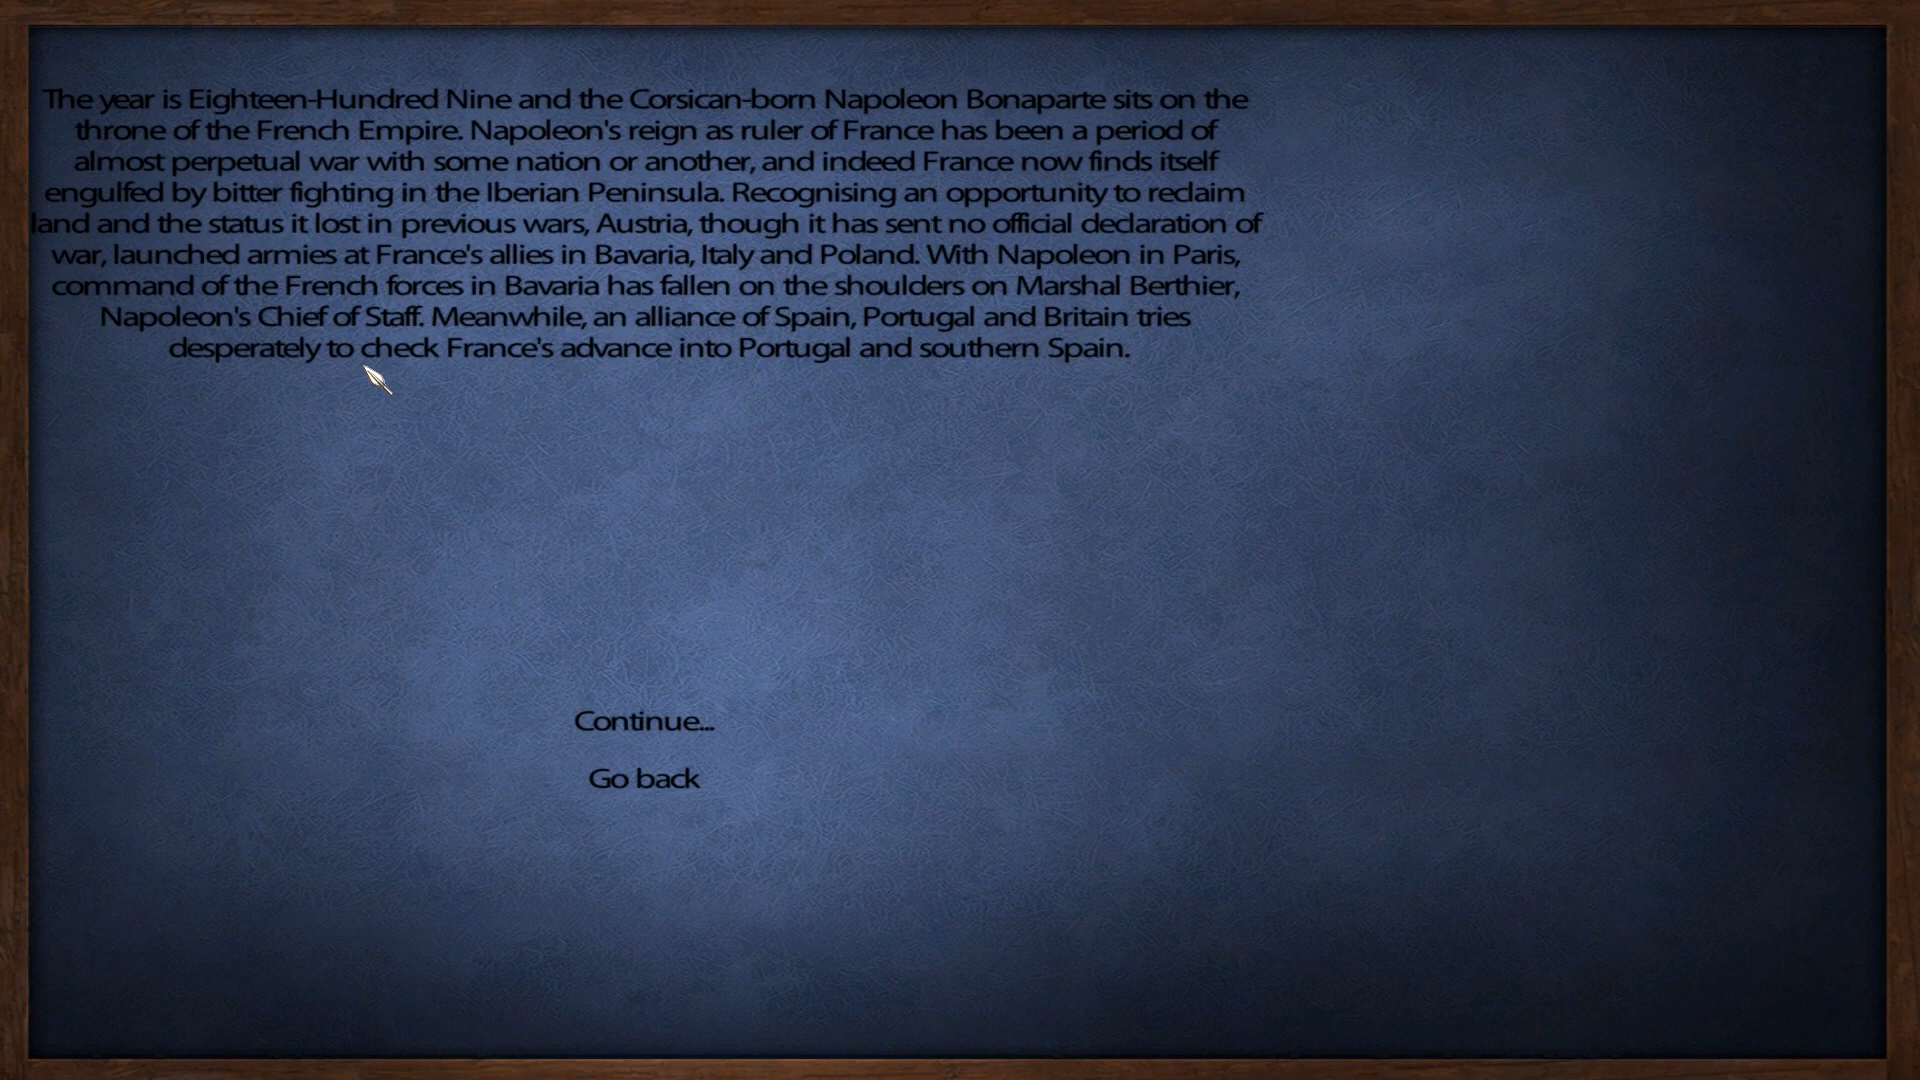 The year is Eighteen-Hundred Nine and the Corsican-born Napoleon Bonaparte sits on the
throne of the French Empire. Napoleon's reign as ruler of France has been a period of
almost perpetual war with some nation or another, and indeed France now finds itself
engulfed by bitter fighting in the Iberian Peninsula. Recognising an opportunity to reclaim
land and the status it lost in previous wars, Austria, though it has sent no official declaration of
war, launched armies at France's allies in Bavaria, Italy and Poland. With Napoleon in Paris,
command of the French forces in Bavaria has fallen on the shoulders on Marshal Berthier,
Napoleon's Chief of Staff. Meanwhile, an alliance of Spain, Portugal and Britain tries
desperately to check France's advance into Portugal and southern Spain.
Continue...
Go back